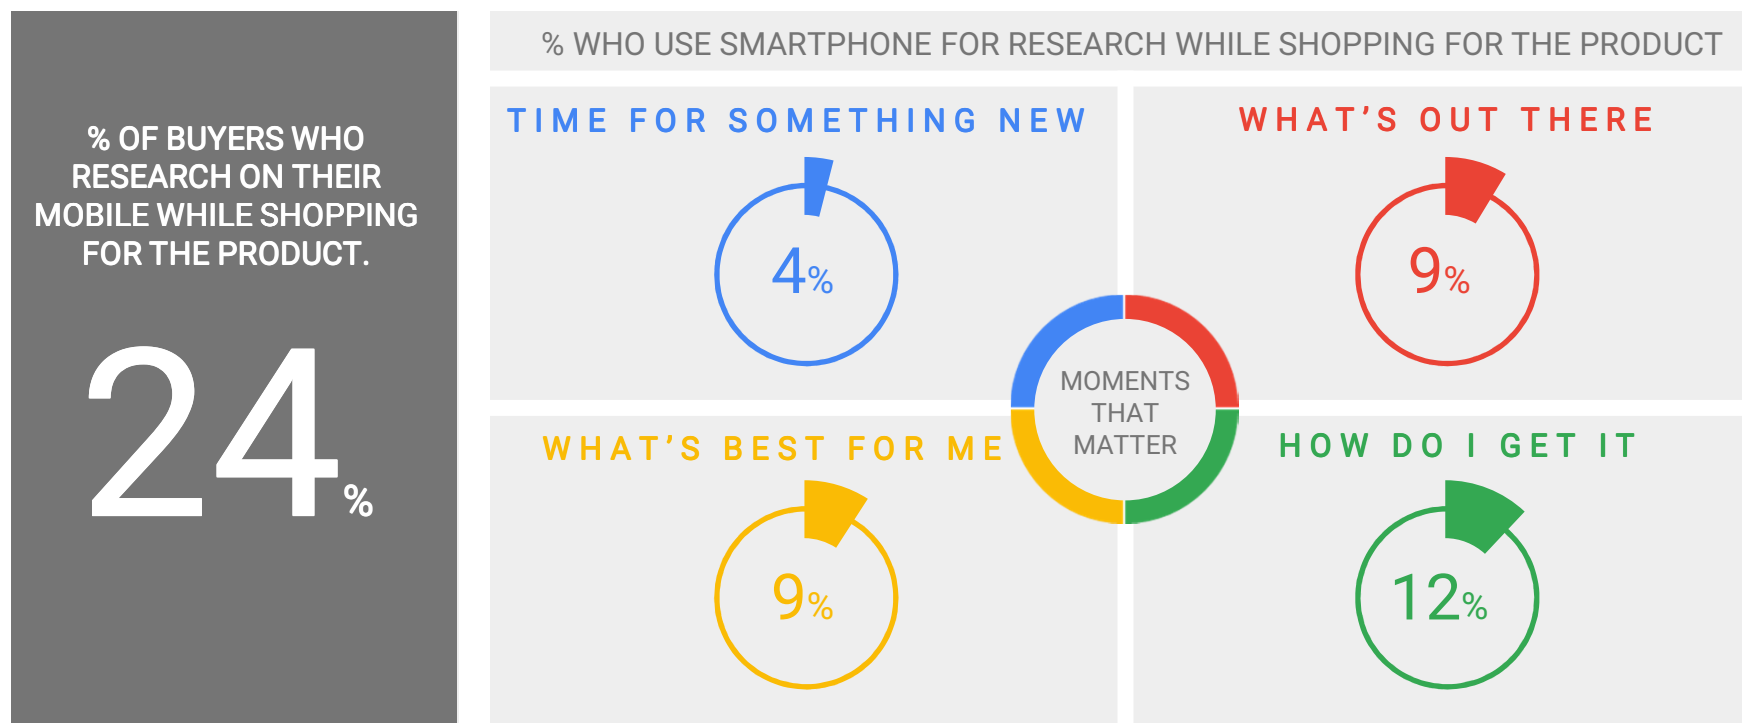 % OF BUYERS WHO
RESEARCH ON THEIR
MOBILE WHILE SHOPPING
FOR THE PRODUCT.
24%
% WHO USE SMARTPHONE FOR RESEARCH WHILE SHOPPING FOR THE PRODUCT
TIME FOR SOMETHING NEW
4%
WHAT'S OUT THERE
9%
MOMENTS
THAT
MATTER
WHAT'S BEST FOR ME
9%
HOW DO I GET IT
12%